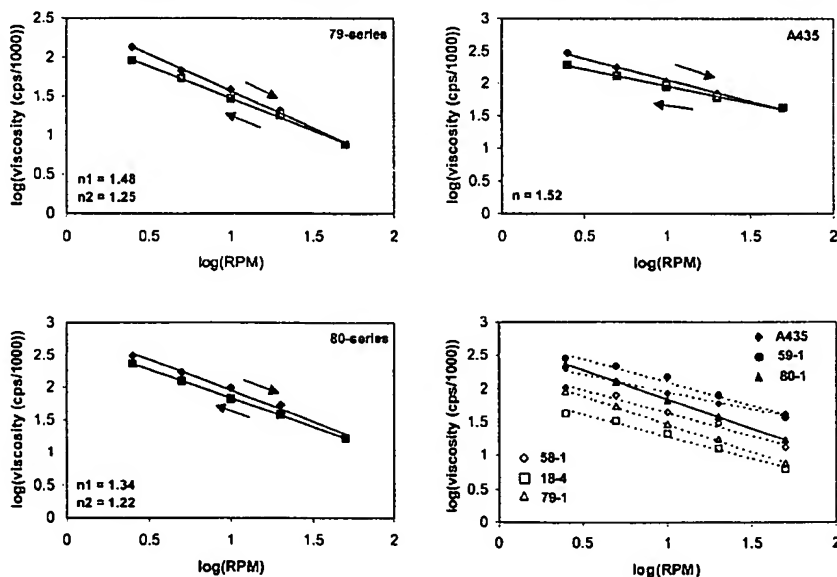 79-series
log(viscosity (cps/1000))
2.5
2
1.5
1
0.5
0
n1 = 1.48
n2 = 1.25
0 0.5 1 1.5 2
log(RPM)
A435
log(viscosity (cps/1000))
3
2.5
2
1.5
1
0.5
0
n = 1.52
0 0.5 1 1.5 2
log(RPM)
80-series
log(viscosity (cps/1000))
3
2.5
2
1.5
1
0.5
0
n1 = 1.34
n2 = 1.22
0 0.5 1 1.5 2
log(RPM)
log(viscosity (cps/1000))
3
2.5
2
1.5
1
0.5
0
A435
59-1
80-1
58-1
18-4
79-1
0 0.5 1 1.5 2
log(RPM)